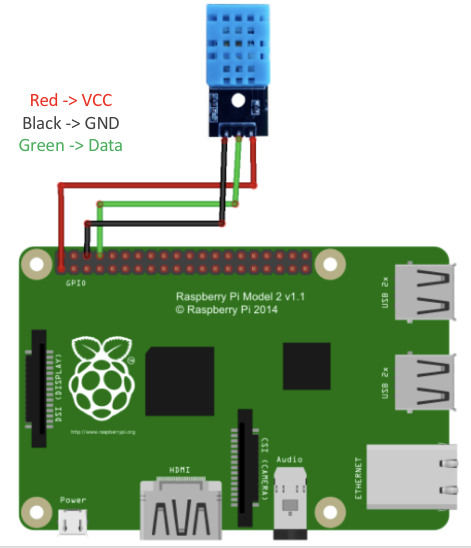 Red -> VCC
Black -> GND
Green -> Data
GPIO
Raspberry Pi Model 2 v1.1
© Raspberry Pi 2014
USB 2x
USB 2x
DSI (DISPLAY)
http://www.raspberrypi.org
CSI (CAMERA)
Audio
ETHERNET
HDMI
Power